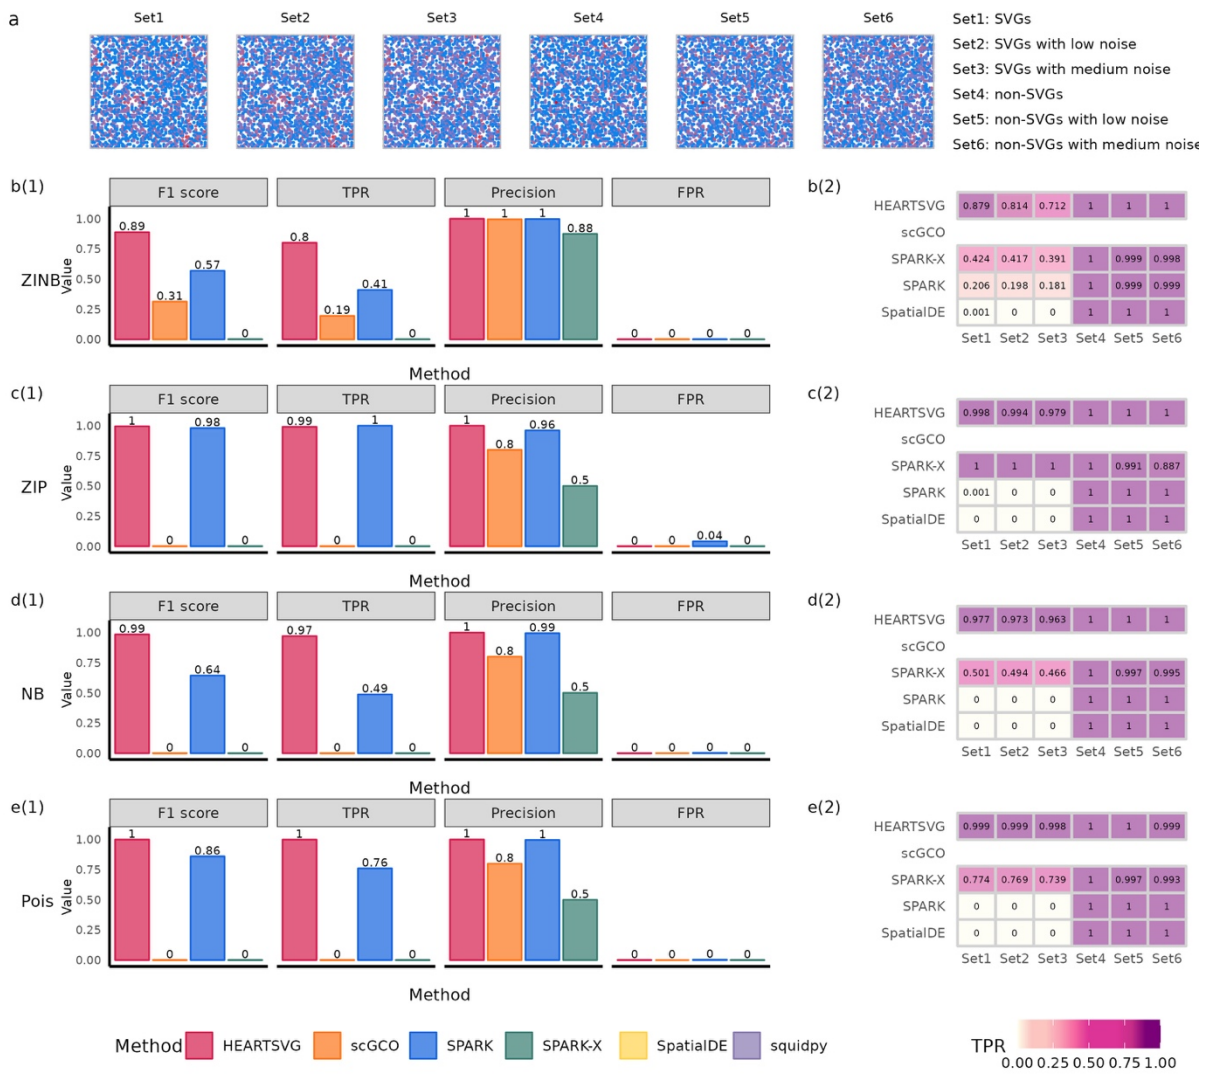 a
Set1 Set2 Set3 Set4 Set5 Set6
Set1: SVGs
Set2: SVGs with low noise
Set3: SVGs with medium noise
Set4: non-SVGs
Set5: non-SVGs with low noise
Set6: non-SVGs with medium noise
b(1)
F1 score TPR Precision FPR
ZINB
Value
1.00
0.75
0.50
0.25
0.00
0.89 0.31 0.57 0
0.8 0.19 0.41 0
1 1 1 0.88
0 0 0 0
Method
b(2)
HEARTSVG 0.879 0.814 0.712 1 1 1
scGCO
SPARK-X 0.424 0.417 0.391 1 0.999 0.998
SPARK 0.206 0.198 0.181 1 0.999 0.999
SpatialDE 0.001 0 0 1 1 1
Set1 Set2 Set3 Set4 Set5 Set6
c(1)
F1 score TPR Precision FPR
ZIP
Value
1.00
0.75
0.50
0.25
0.00
1 0 0.98 0
0.99 0 1 0
1 0.8 0.96 0.5
0 0 0.04 0
Method
c(2)
HEARTSVG 0.998 0.994 0.979 1 1 1
scGCO
SPARK-X 1 1 1 1 0.991 0.887
SPARK 0.001 0 0 1 1 1
SpatialDE 0 0 0 1 1 1
Set1 Set2 Set3 Set4 Set5 Set6
d(1)
F1 score TPR Precision FPR
NB
Value
1.00
0.75
0.50
0.25
0.00
0.99 0 0.64 0
0.97 0 0.49 0
1 0.8 0.99 0.5
0 0 0 0
Method
d(2)
HEARTSVG 0.977 0.973 0.963 1 1 1
scGCO
SPARK-X 0.501 0.494 0.466 1 0.997 0.995
SPARK 0 0 0 1 1 1
SpatialDE 0 0 0 1 1 1
Set1 Set2 Set3 Set4 Set5 Set6
e(1)
F1 score TPR Precision FPR
Pois
Value
1.00
0.75
0.50
0.25
0.00
1 0 0.86 0
1 0 0.76 0
1 0.8 1 0.5
0 0 0 0
Method
e(2)
HEARTSVG 0.999 0.999 0.998 1 1 0.999
scGCO
SPARK-X 0.774 0.769 0.739 1 0.997 0.993
SPARK 0 0 0 1 1 1
SpatialDE 0 0 0 1 1 1
Set1 Set2 Set3 Set4 Set5 Set6
Method HEARTSVG scGCO SPARK SPARK-X SpatialDE squidpy
TPR
0.00 0.25 0.50 0.75 1.00